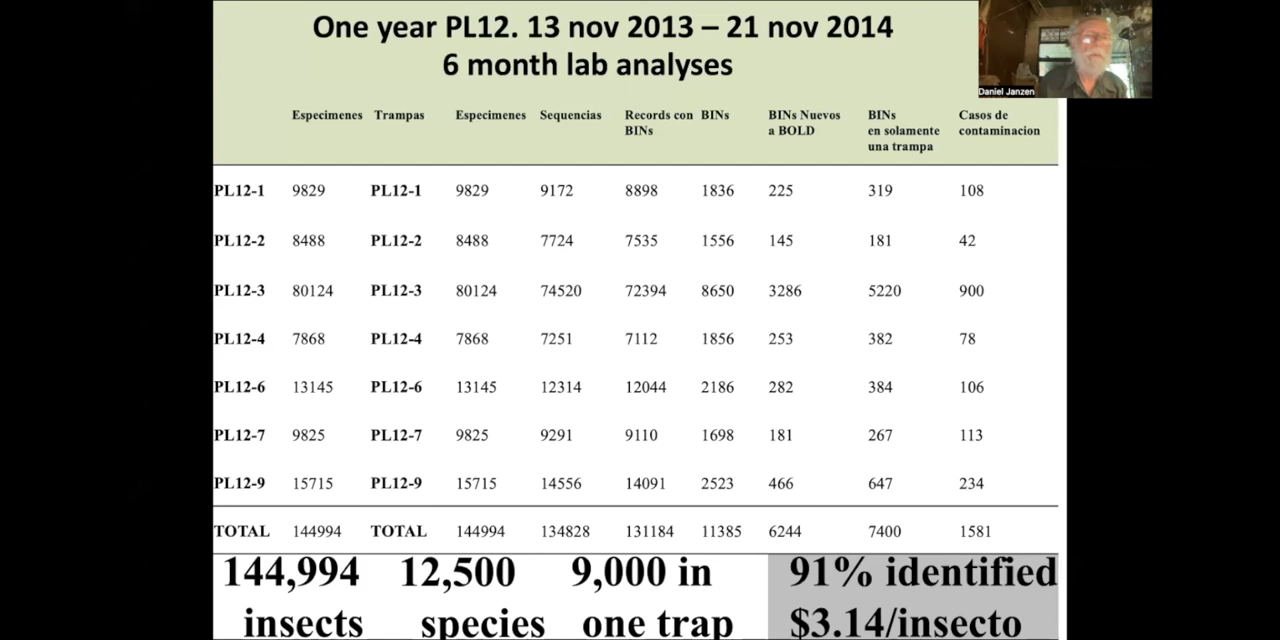 One year PL12. 13 nov 2013 – 21 nov 2014
6 month lab analyses
Daniel Janzen
Especimenes Trampas Especimenes Sequencias Records con BINs BINs BINs Nuevos a BOLD BINs en solamente una trampa Casos de contaminacion
PL12-1 9829 PL12-1 9829 9172 8898 1836 225 319 108
PL12-2 8488 PL12-2 8488 7724 7535 1556 145 181 42
PL12-3 80124 PL12-3 80124 74520 72394 8650 3286 5220 900
PL12-4 7868 PL12-4 7868 7251 7112 1856 253 382 78
PL12-6 13145 PL12-6 13145 12314 12044 2186 282 384 106
PL12-7 9825 PL12-7 9825 9291 9110 1698 181 267 113
PL12-9 15715 PL12-9 15715 14556 14091 2523 466 647 234
TOTAL 144994 TOTAL 144994 134828 131184 11385 6244 7400 1581
144,994 12,500 9,000 in 91% identified
insects species one trap $3.14/insecto